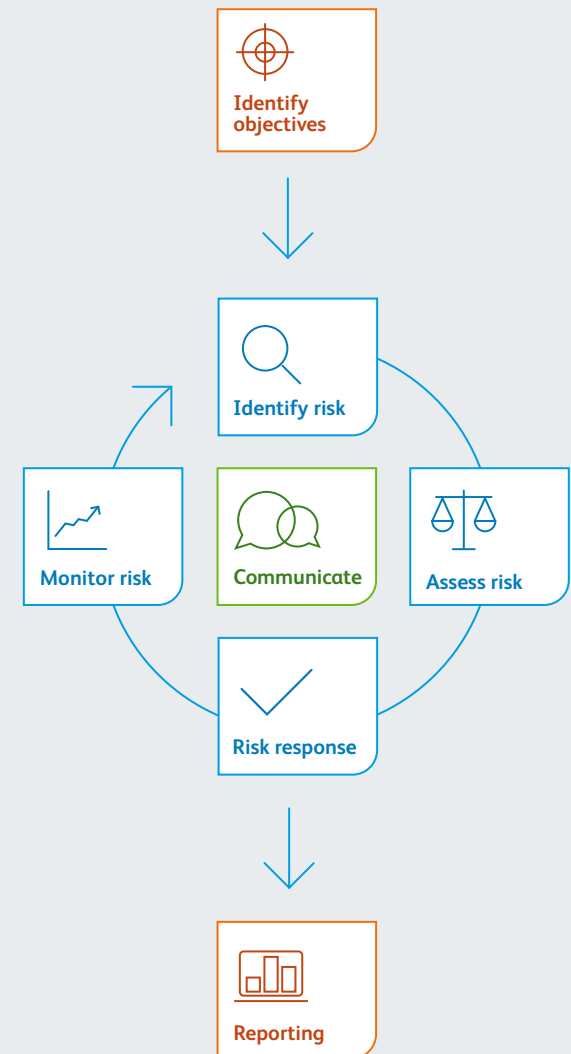 Identify
objectives
Identify risk
Monitor risk
Communicate
Assess risk
Risk response
Reporting